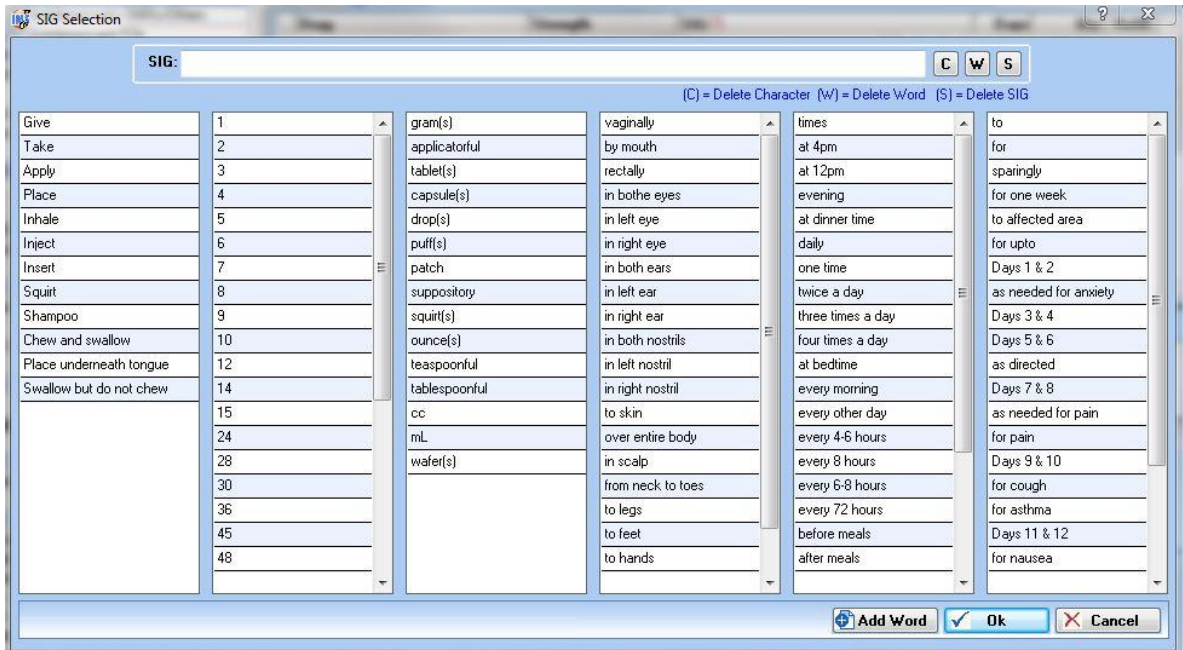 SIG Selection
SIG:
C W S
(C) = Delete Character (W) = Delete Word (S) = Delete SIG
Give 1 gram(s) vaginally times to
Take 2 applicatorful by mouth at 4pm for
Apply 3 tablet(s) rectally at 12pm sparingly
Place 4 capsule(s) in bothe eyes evening for one week
Inhale 5 drop(s) in left eye at dinner time to affected area
Inject 6 puff(s) in right eye daily for upto
Insert 7 patch in both ears one time Days 1 & 2
Squirt 8 suppository in left ear twice a day as needed for anxiety
Shampoo 9 squirt(s) in right ear three times a day Days 3 & 4
Chew and swallow 10 ounce(s) in both nostrils four times a day Days 5 & 6
Place underneath tongue 12 teaspoonful in left nostril at bedtime as directed
Swallow but do not chew 14 tablespoonful in right nostril every morning Days 7 & 8
15 cc to skin every other day as needed for pain
24 mL over entire body every 4-6 hours for pain
28 wafer(s) in scalp every 8 hours Days 9 & 10
30 from neck to toes every 6-8 hours for cough
36 to legs every 72 hours for asthma
45 to feet before meals Days 11 & 12
48 to hands after meals for nausea
Add Word Ok Cancel